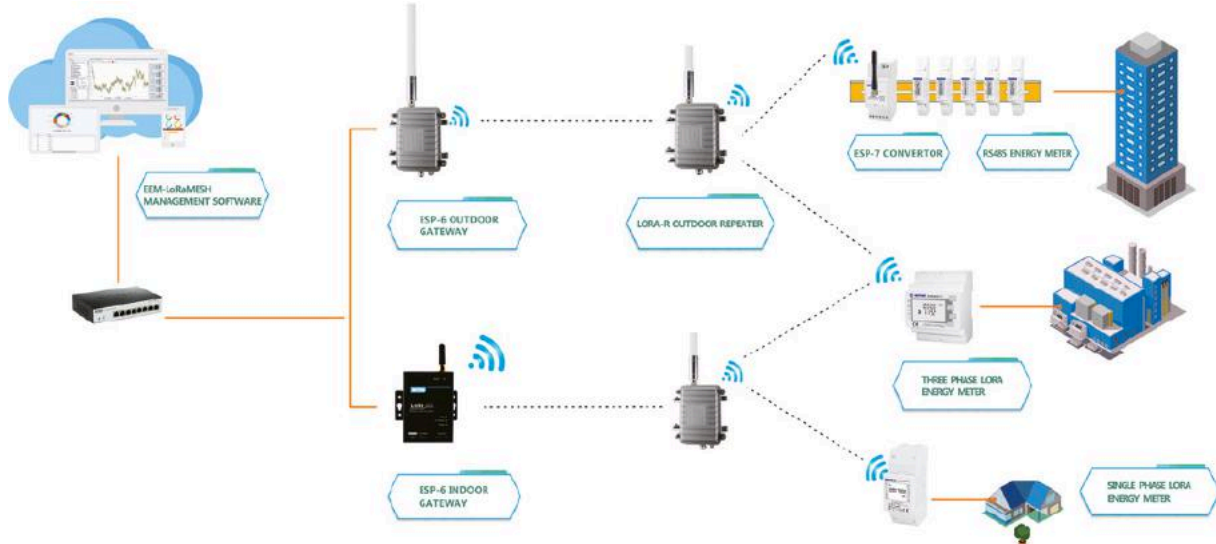 EEM-LoRaMESH
MANAGEMENT SOFTWARE
ESP-6 OUTDOOR
GATEWAY
LORA-R OUTDOOR REPEATER
ESP-7 CONVERTOR
RS485 ENERGY METER
THREE PHASE LORA
ENERGY METER
ESP-6 INDOOR
GATEWAY
SINGLE PHASE LORA
ENERGY METER